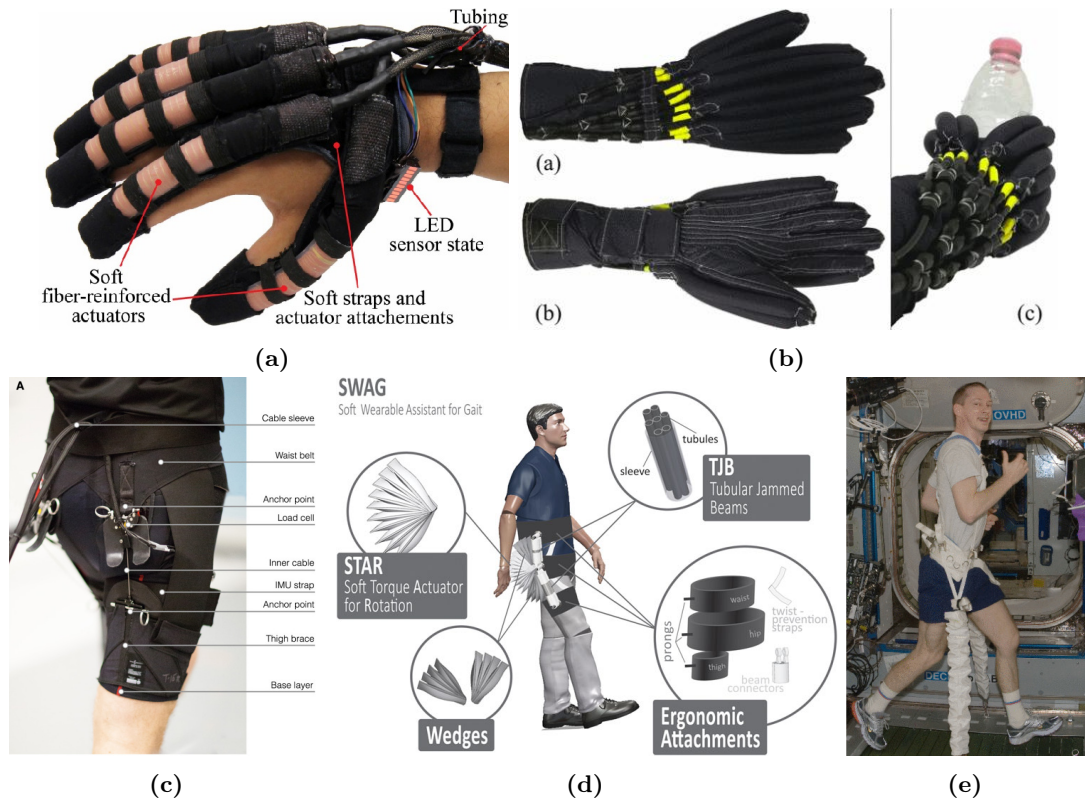 Tubing
LED
sensor state
Soft
fiber-reinforced
actuators
Soft straps and
actuator attachements
(a)
(a)
(b)
(c)
(b)
A
Cable sleeve
Waist belt
Anchor point
Load cell
Inner cable
IMU strap
Anchor point
Thigh brace
Base layer
(c)
SWAG
Soft Wearable Assistant for Gait
tubules
sleeve
TJB
Tubular Jammed
Beams
STAR
Soft Torque Actuator
for Rotation
waist
hip
thigh
prongs
twist-
prevention
straps
beam
connectors
Wedges
Ergonomic
Attachments
(d)
OVHD
(e)